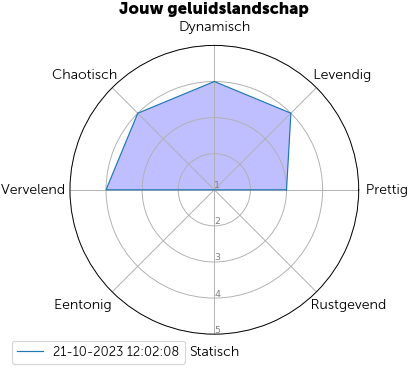 Jouw geluidslandschap
Dynamisch
Chaotisch
Levendig
Vervelend
1
Prettig
2
3
4
Eentonig
Rustgevend
5
21-10-2023 12:02:08
Statisch